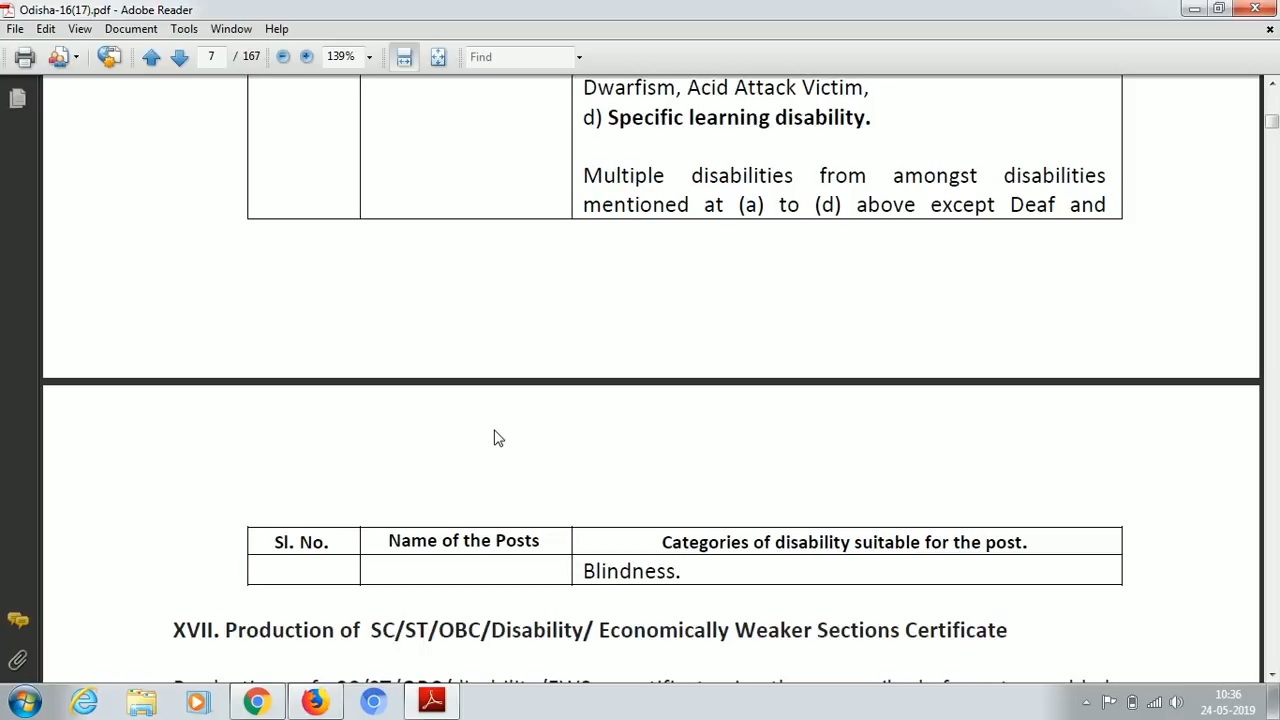 Odisha-16(17).pdf - Adobe Reader
File Edit View Document Tools Window Help
7 / 167 139% Find
Dwarfism, Acid Attack Victim,
d) Specific learning disability.
Multiple disabilities from amongst disabilities
mentioned at (a) to (d) above except Deaf and
Sl. No. Name of the Posts Categories of disability suitable for the post.
Blindness.
XVII. Production of SC/ST/OBC/Disability/ Economically Weaker Sections Certificate
10:36
24-05-2019